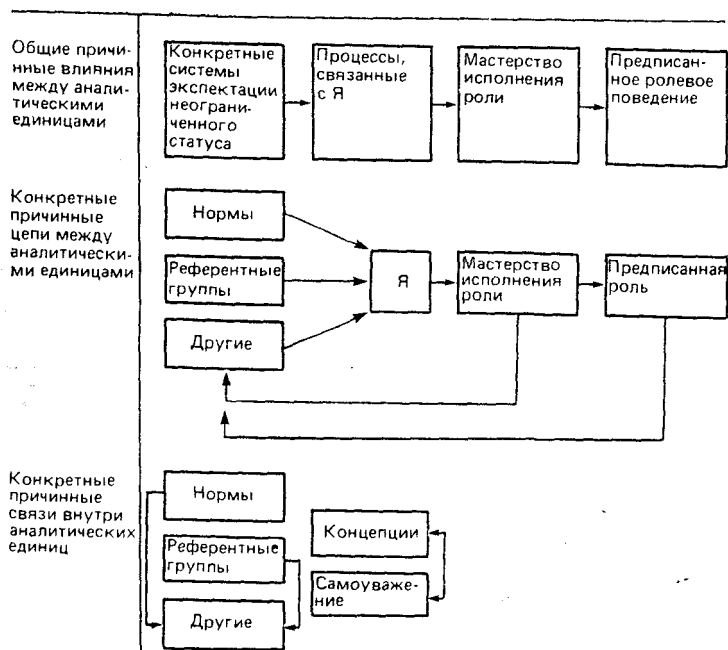 Общие причи-
ные влияния
между анали-
тическими
единицами
Конкретные
системы
экспектации
неограни-
ченного
статуса
Процессы,
связанные
с Я
Мастерство
исполнения
роли
Предписан-
ное ролевое
поведение
Конкретные
причинные
цепи между
аналитически-
ми единицами
Нормы
Референтные
группы
Другие
Я
Мастерство
исполнения
роли
Предписанная
роль
Конкретные
причинные
связи внутри
аналитических
единиц
Нормы
Референтные
группы
Другие
Концепции
Самоуваже-
ние